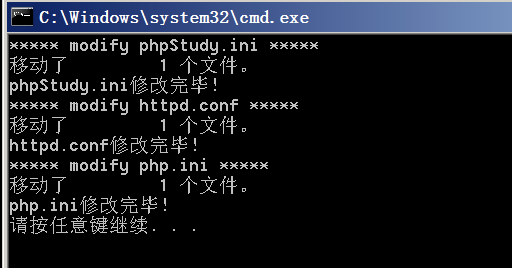 C:\Windows\system32\cmd.exe
***** modify phpStudy.ini *****
移动了         1 个文件。
phpStudy.ini修改完毕!
***** modify httpd.conf *****
移动了         1 个文件。
httpd.conf修改完毕!
***** modify php.ini *****
移动了         1 个文件。
php.ini修改完毕!
请按任意键继续. . .